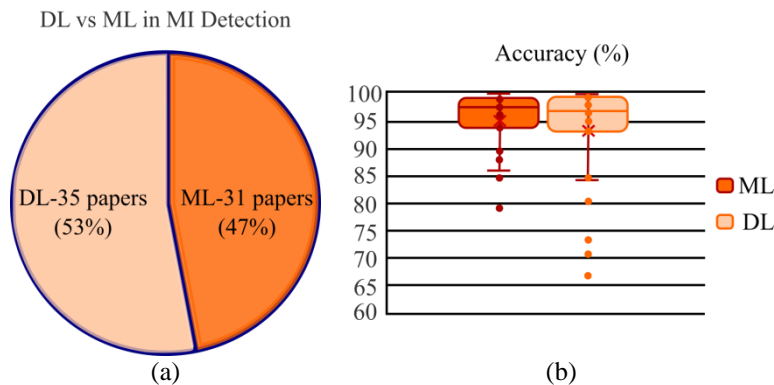 DL vs ML in MI Detection
DL-35 papers
(53%)
ML-31 papers
(47%)
(a)
Accuracy (%)
100
95
90
85
80
75
70
65
60
ML
DL
(b)